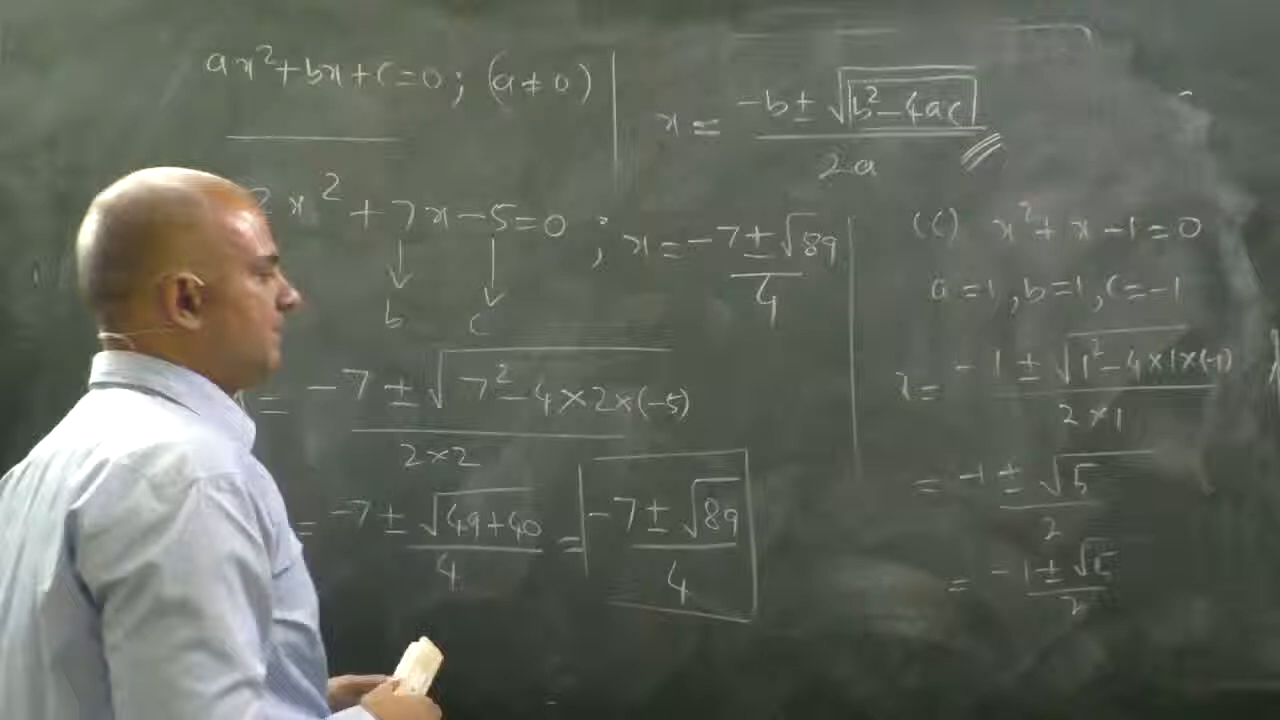 ax²+bx+c=0 ; (a≠0)
x = (-b ± √(b²-4ac)) / 2a
2x² + 7x - 5 = 0 ; x = (-7 ± √89) / 4
b c
= (-7 ± √(7²-4×2×(-5))) / (2×2)
= (-7 ± √(49+40)) / 4 = (-7 ± √89) / 4
(C) x² + x - 1 = 0
a=1, b=1, c=-1
x = (-1 ± √(1²-4×1×(-1))) / (2×1)
= (-1 ± √5) / 2
= (-1 ± √5) / 2